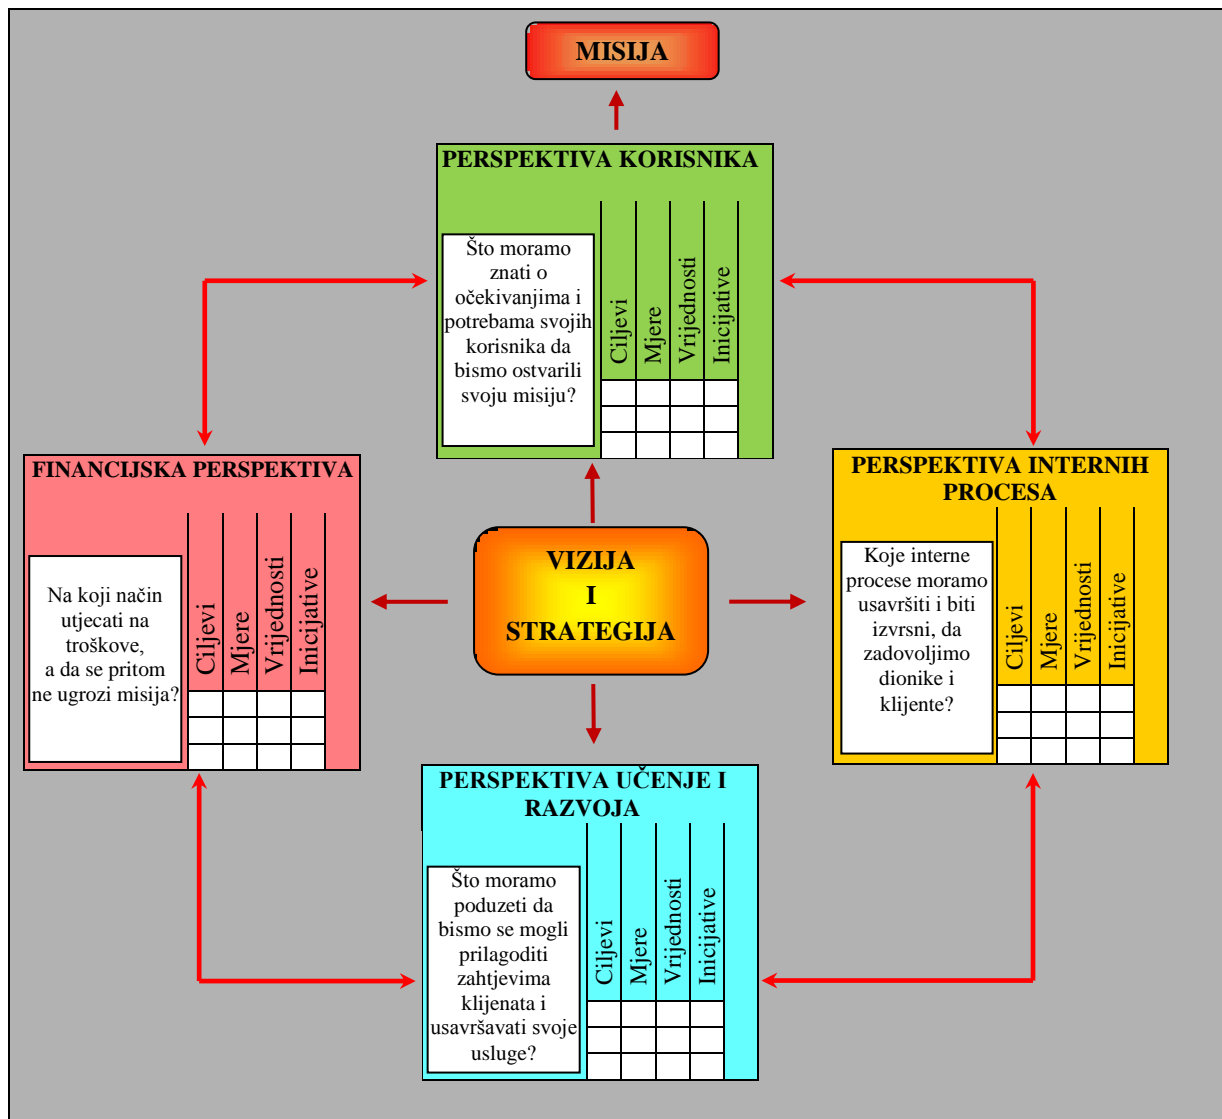 MISIJA
PERSPEKTIVA KORISNIKA
Što moramo
znati o
očekivanjima i
potrebama svojih
korisnika da
bismo ostvarili
svoju misiju?
Ciljevi
Mjere
Vrijednosti
Inicijative
FINANCIJSKA PERSPEKTIVA
Na koji način
utjecati na
troškove,
a da se pritom
ne ugrozi misija?
Ciljevi
Mjere
Vrijednosti
Inicijative
VIZIJA
I
STRATEGIJA
PERSPEKTIVA INTERNIH
PROCESA
Koje interne
procese moramo
usavršiti i biti
izvrsni, da
zadovoljimo
dionike i
klijente?
Ciljevi
Mjere
Vrijednosti
Inicijative
PERSPEKTIVA UČENJE I
RAZVOJA
Što moramo
poduzeti da
bismo se mogli
prilagoditi
zahtjevima
klijenata i
usavršavati svoje
usluge?
Ciljevi
Mjere
Vrijednosti
Inicijative